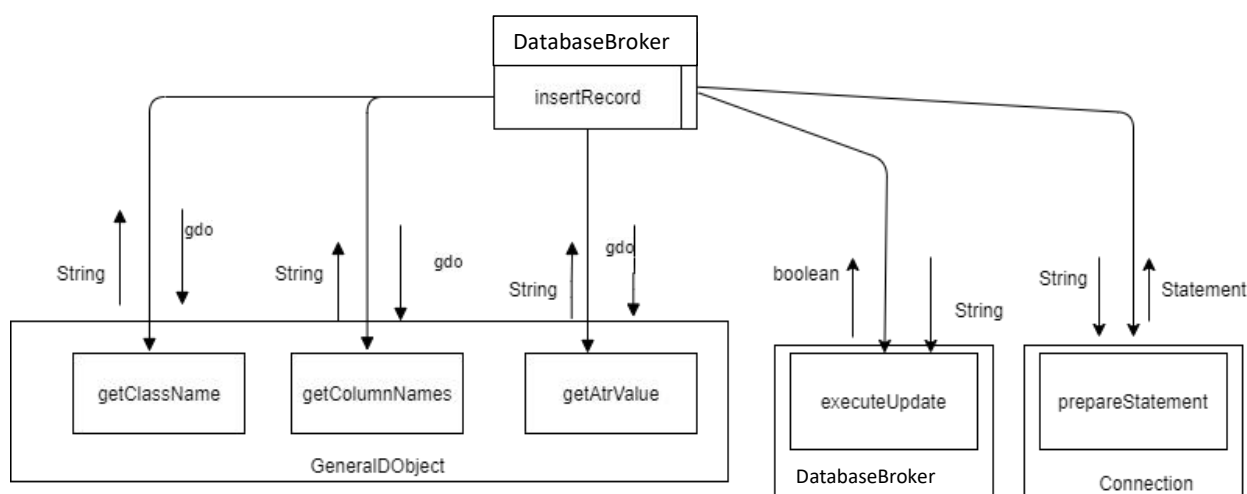 DatabaseBroker
insertRecord
String
gdo
String
gdo
String
gdo
boolean
String
String
Statement
getClassName
getColumnNames
getAtrValue
executeUpdate
prepareStatement
GeneralDObject
DatabaseBroker
Connection